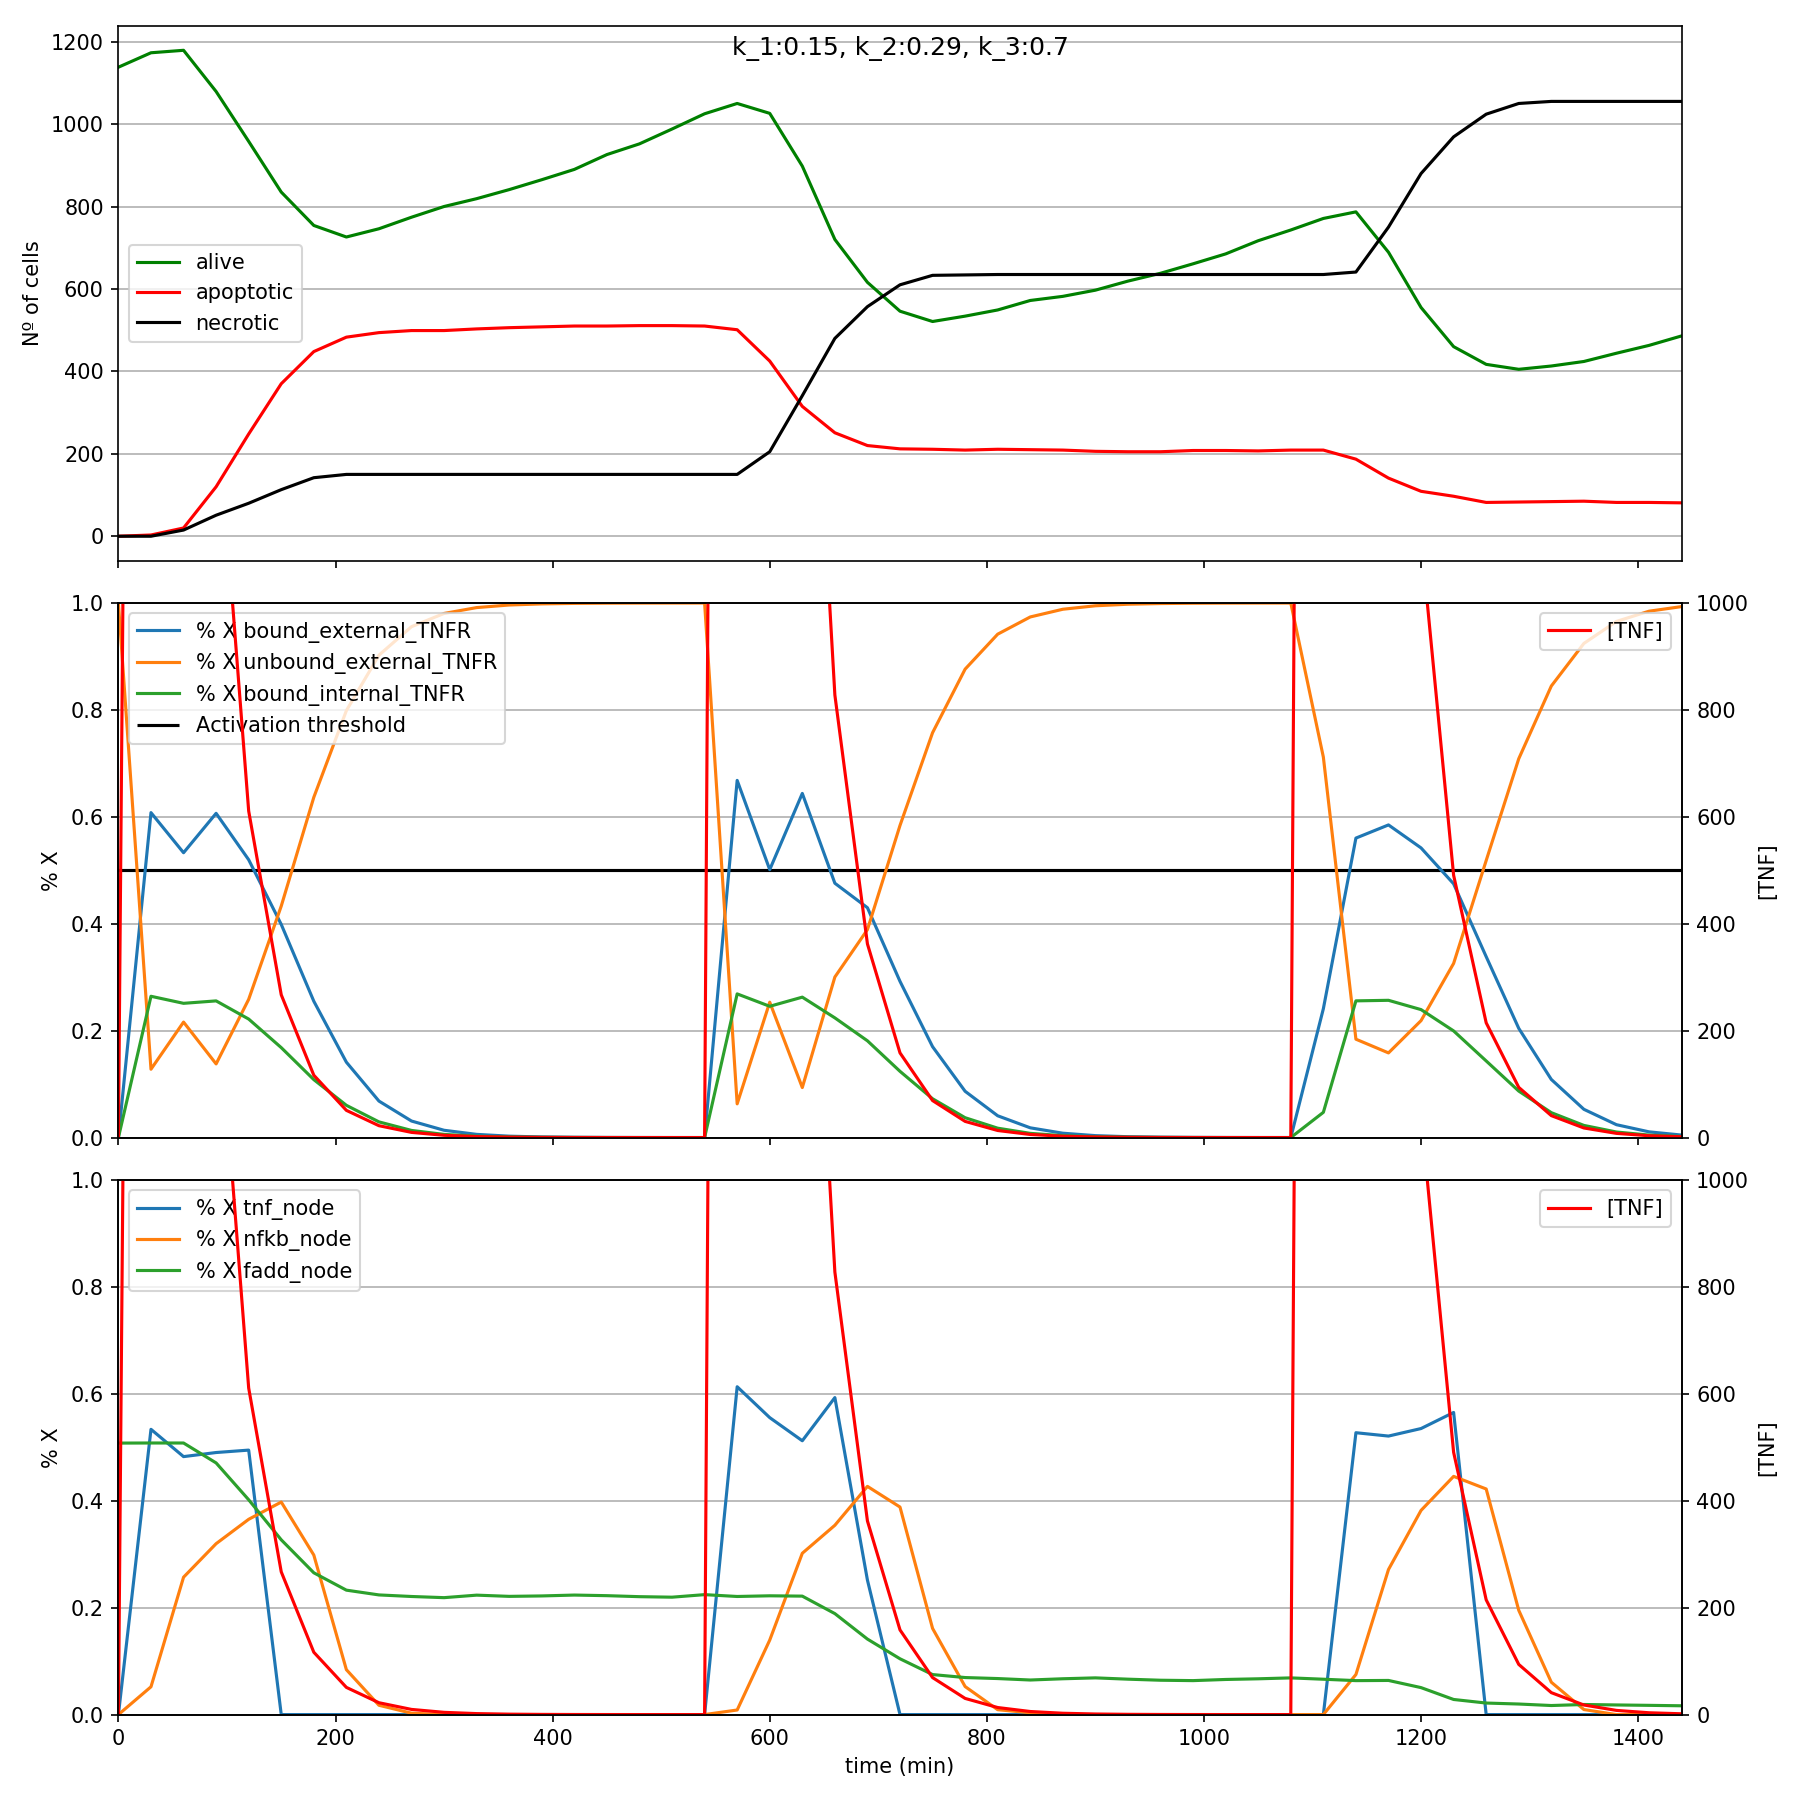 k_1:0.15, k_2:0.29, k_3:0.7
1200
1000
800
600
400
200
0
Nº of cells
alive
apoptotic
necrotic
1.0
0.8
0.6
0.4
0.2
0.0
% X
% X bound_external_TNFR
% X unbound_external_TNFR
% X bound_internal_TNFR
Activation threshold
[TNF]
1000
800
600
400
200
0
[TNF]
1.0
0.8
0.6
0.4
0.2
0.0
% X
% X tnf_node
% X nfkb_node
% X fadd_node
[TNF]
1000
800
600
400
200
0
[TNF]
0 200 400 600 800 1000 1200 1400
time (min)